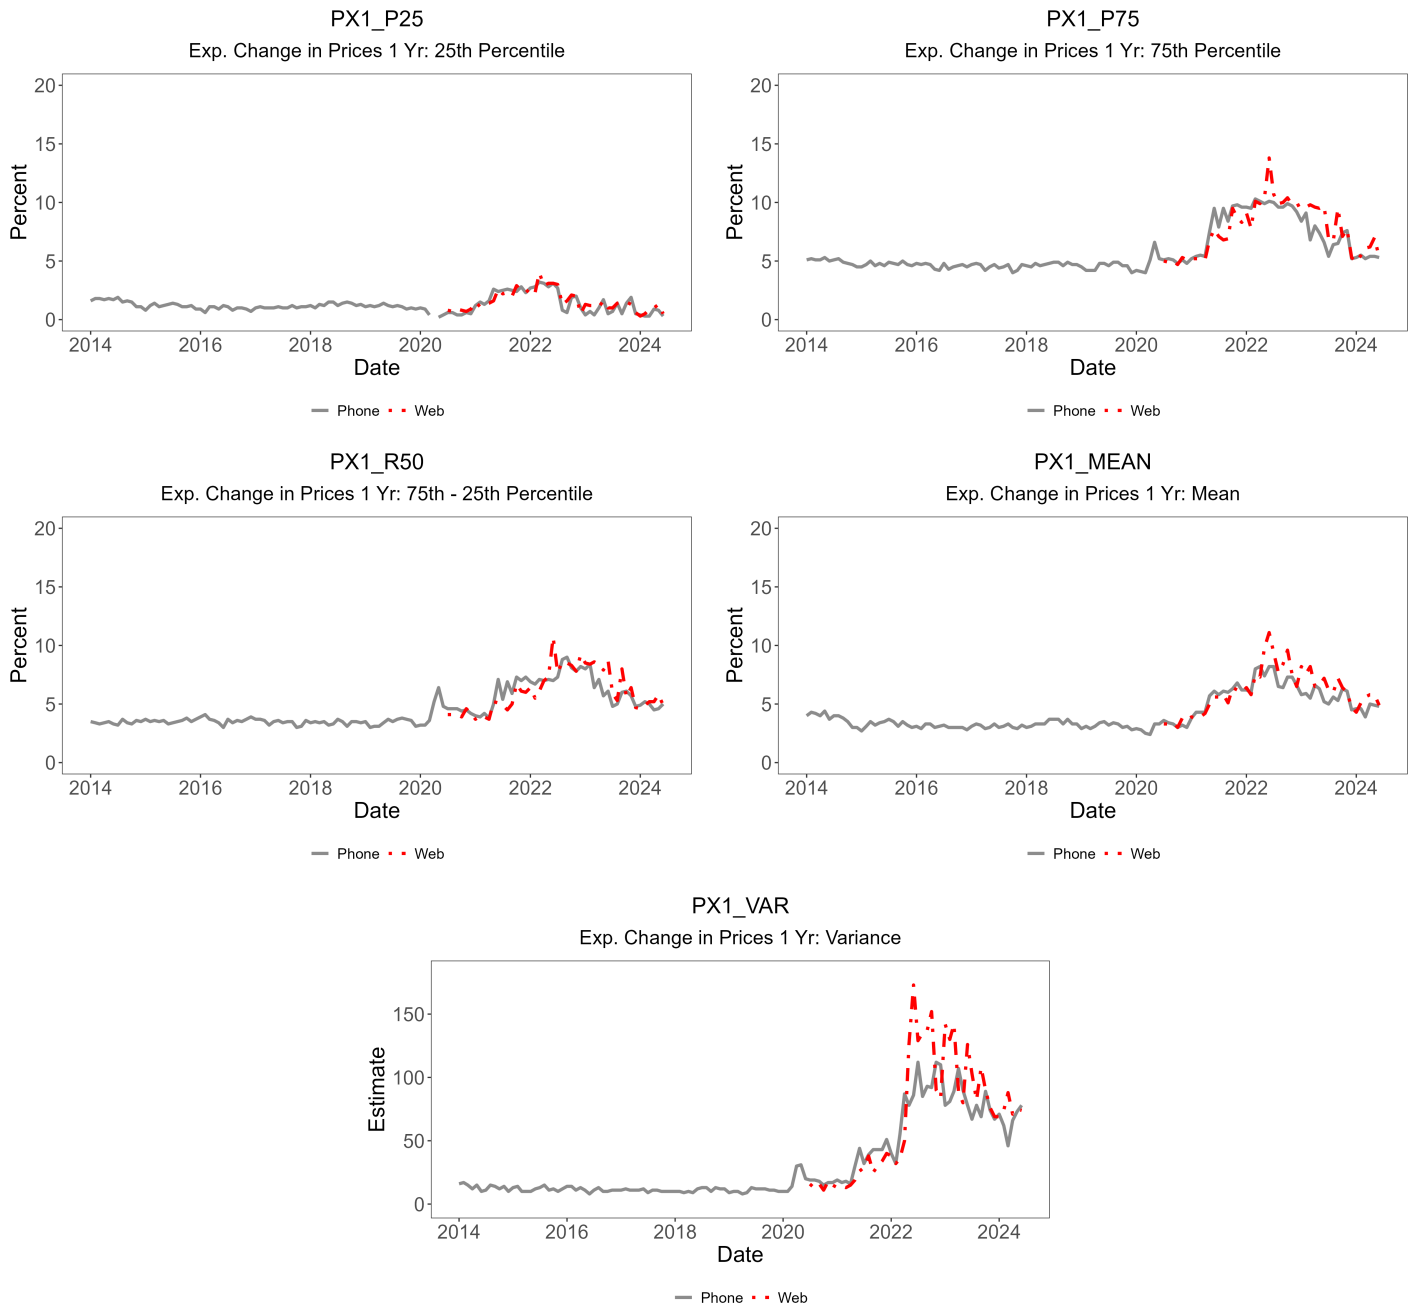 PX1_P25
Exp. Change in Prices 1 Yr: 25th Percentile
20
15
10
5
0
Percent
2014 2016 2018 2020 2022 2024
Date
Phone Web
PX1_P75
Exp. Change in Prices 1 Yr: 75th Percentile
20
15
10
5
0
Percent
2014 2016 2018 2020 2022 2024
Date
Phone Web
PX1_R50
Exp. Change in Prices 1 Yr: 75th - 25th Percentile
20
15
10
5
0
Percent
2014 2016 2018 2020 2022 2024
Date
Phone Web
PX1_MEAN
Exp. Change in Prices 1 Yr: Mean
20
15
10
5
0
Percent
2014 2016 2018 2020 2022 2024
Date
Phone Web
PX1_VAR
Exp. Change in Prices 1 Yr: Variance
150
100
50
0
Estimate
2014 2016 2018 2020 2022 2024
Date
Phone Web